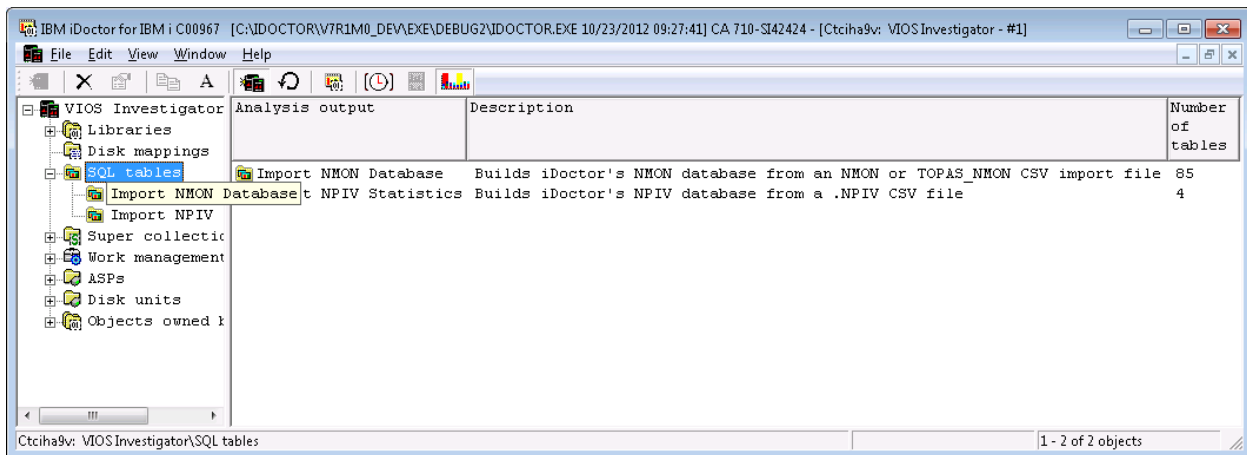 IBM iDoctor for IBM i C00967 [C:\IDOCTOR\V7R1M0_DEV\EXE\DEBUG2\IDOCTOR.EXE 10/23/2012 09:27:41] CA 710-SI42424 - [Ctciha9v: VIOS Investigator - #1]
File Edit View Window Help
A
VIOS Investigator
Libraries
Disk mappings
SQL tables
Import NMON Database
Import NPIV
Super collectio
Work management
ASPs
Disk units
Objects owned
Analysis output Description Number of tables
Import NMON Database Builds iDoctor's NMON database from an NMON or TOPAS_NMON CSV import file 85
t NPIV Statistics Builds iDoctor's NPIV database from a .NPIV CSV file 4
Ctciha9v: VIOS Investigator\SQL tables
1 - 2 of 2 objects